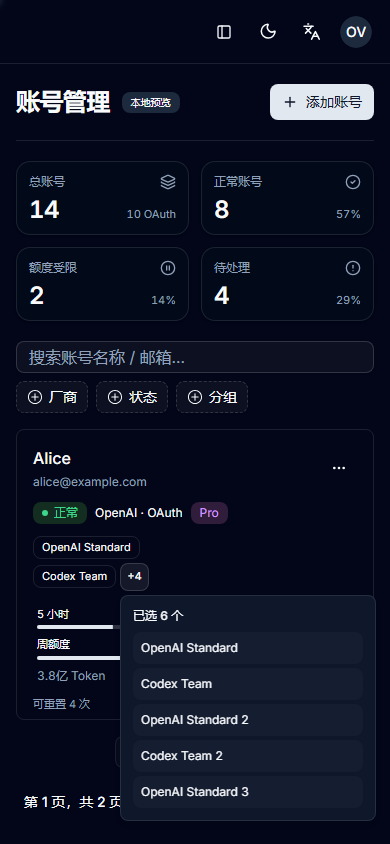 OV
账号管理 本地预览 添加账号
总账号
14 10 OAuth
正常账号
8 57%
额度受限
2 14%
待处理
4 29%
搜索账号名称 / 邮箱...
厂商 状态 分组
Alice
alice@example.com
正常 OpenAI · OAuth Pro
OpenAI Standard
Codex Team +4
5 小时
周额度
3.8亿 Token
可重置 4 次
已选 6 个
OpenAI Standard
Codex Team
OpenAI Standard 2
Codex Team 2
OpenAI Standard 3
第 1 页，共 2 页